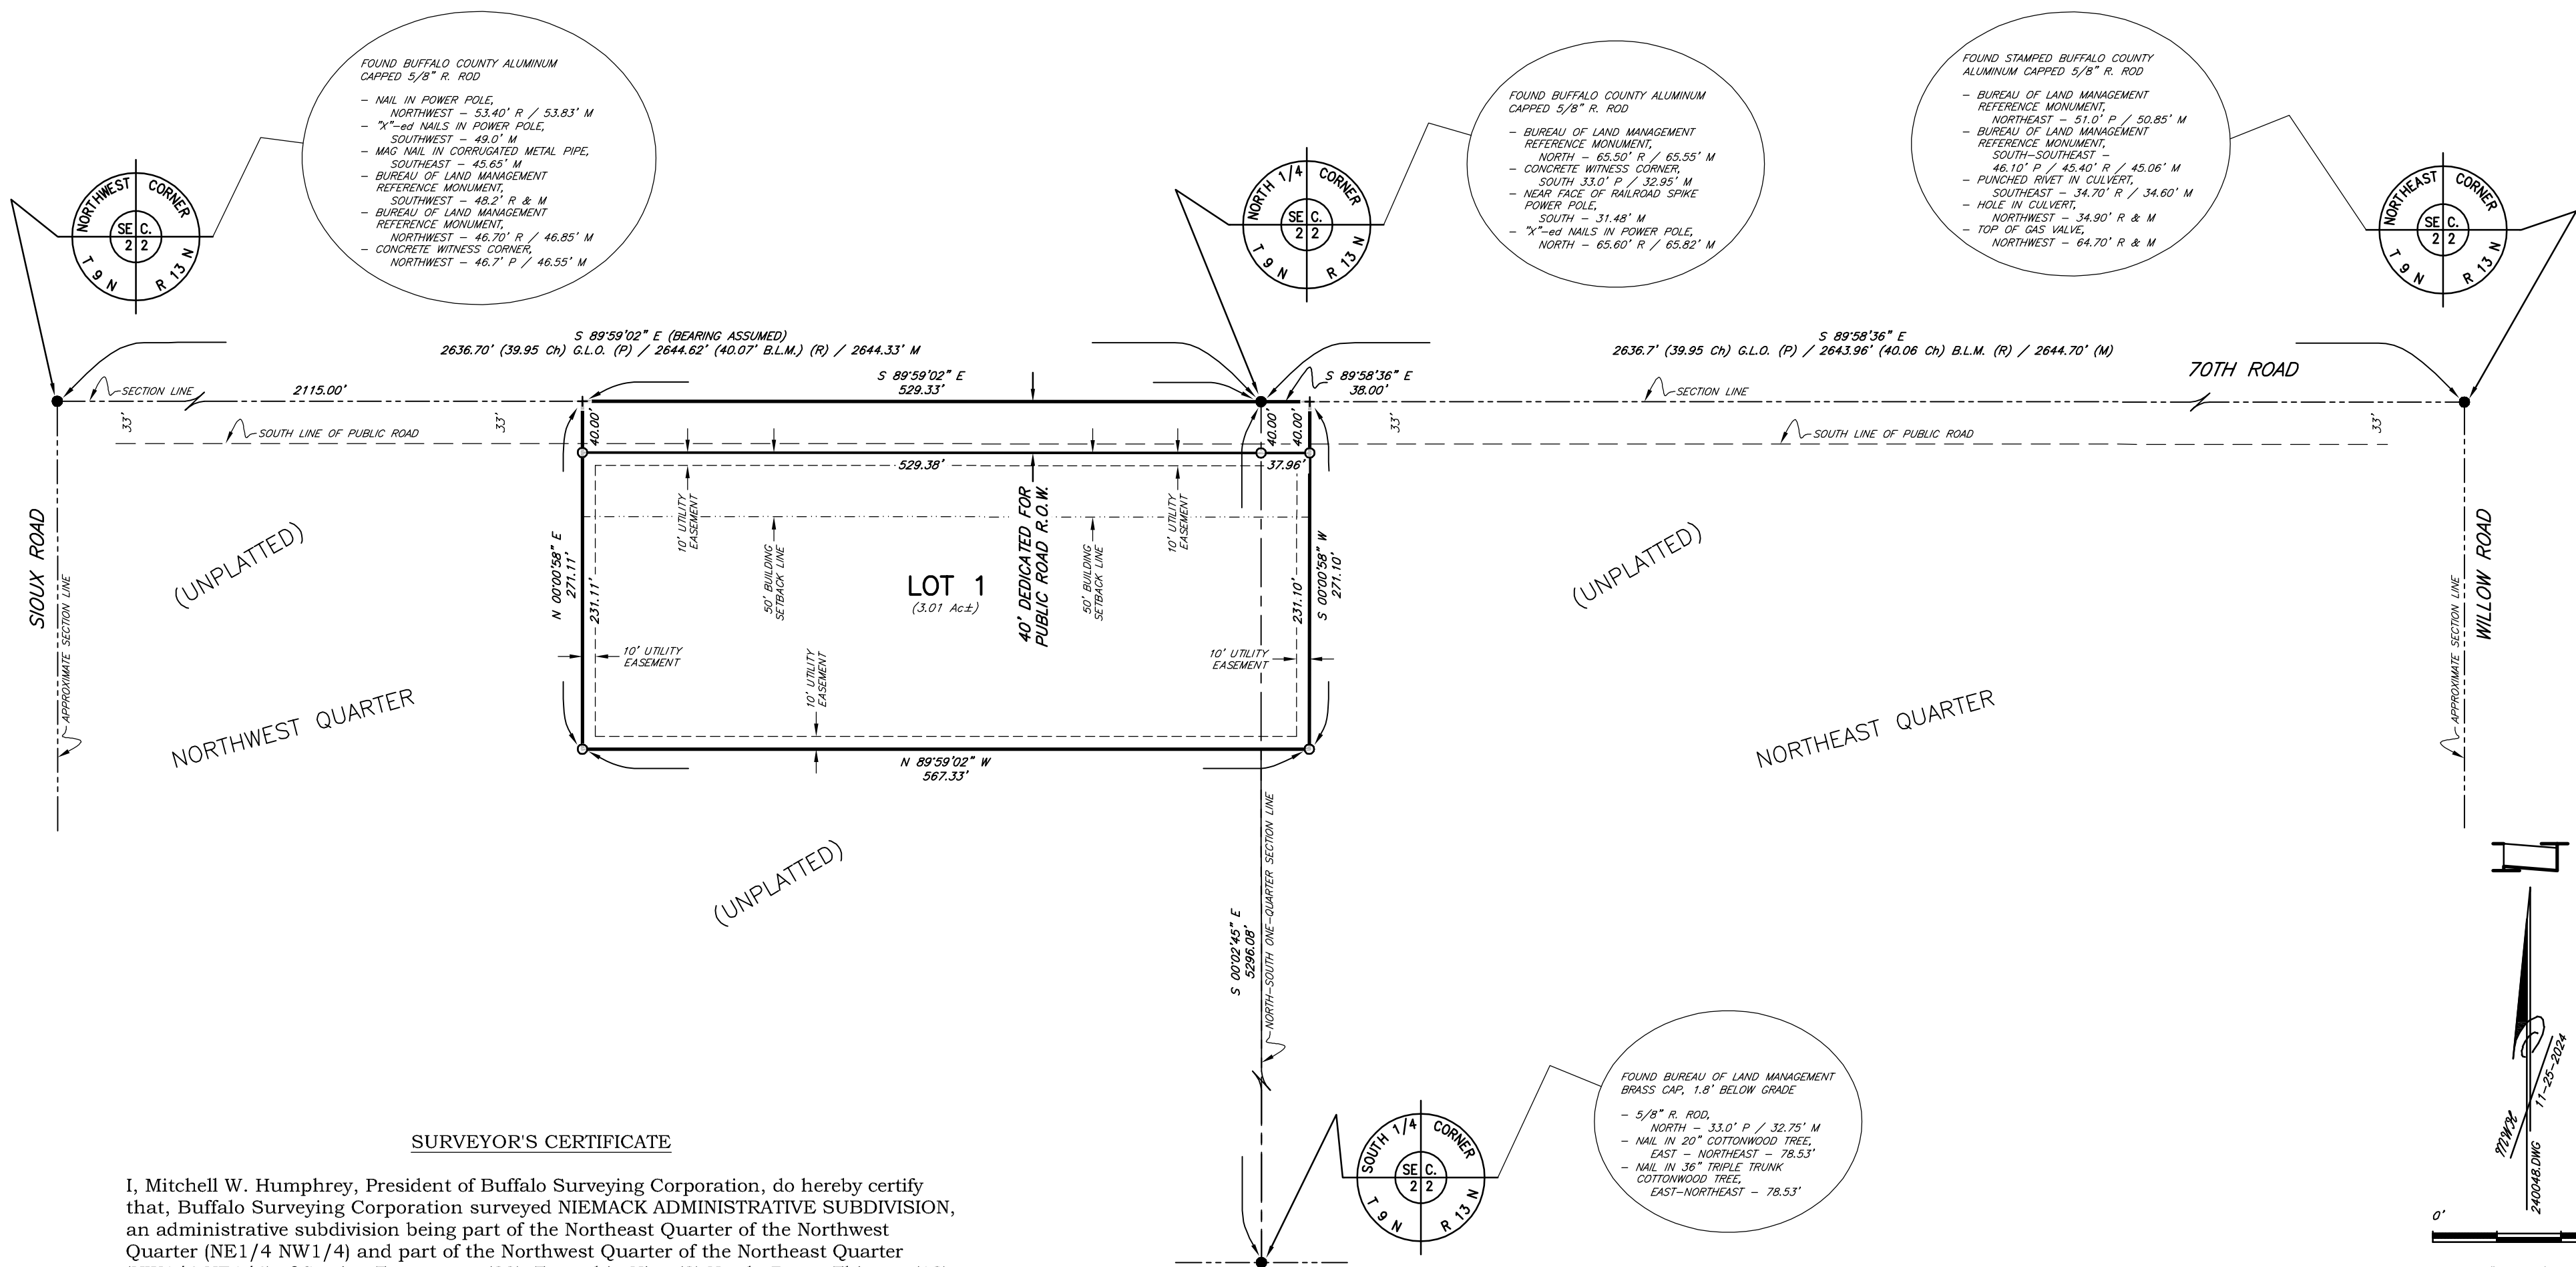 FOUND BUFFALO COUNTY ALUMINUM
CAPPED 5/8" R. ROD
- NAIL IN POWER POLE,
NORTHWEST - 53.40' R / 53.83' M
- "X"-ed NAILS IN POWER POLE,
SOUTHWEST - 49.0' M
- MAG NAIL IN CORRUGATED METAL PIPE,
SOUTHEAST - 45.65' M
- BUREAU OF LAND MANAGEMENT
REFERENCE MONUMENT,
SOUTHWEST - 48.2' R & M
- BUREAU OF LAND MANAGEMENT
REFERENCE MONUMENT,
NORTHWEST - 46.70' R / 46.85' M
- CONCRETE WITNESS CORNER,
NORTHWEST - 46.7' P / 46.55' M
NORTHWEST CORNER
SEC.
22
T 9 N R 13 N
FOUND BUFFALO COUNTY ALUMINUM
CAPPED 5/8" R. ROD
- BUREAU OF LAND MANAGEMENT
REFERENCE MONUMENT,
NORTH - 65.50' R / 65.55' M
- CONCRETE WITNESS CORNER,
SOUTH 33.0' P / 32.95' M
- NEAR FACE OF RAILROAD SPIKE
POWER POLE,
SOUTH - 31.48' M
- "X"-ed NAILS IN POWER POLE,
NORTH - 65.60' R / 65.82' M
NORTH 1/4 CORNER
SEC.
22
T 9 N R 13 N
FOUND STAMPED BUFFALO COUNTY
ALUMINUM CAPPED 5/8" R. ROD
- BUREAU OF LAND MANAGEMENT
REFERENCE MONUMENT,
NORTHEAST - 51.0' P / 50.85' M
- BUREAU OF LAND MANAGEMENT
REFERENCE MONUMENT,
SOUTH-SOUTHEAST -
46.10' P / 45.40' R / 45.06' M
- PUNCHED RIVET IN CULVERT,
SOUTHEAST - 34.70' R / 34.60' M
- HOLE IN CULVERT,
NORTHWEST - 34.90' R & M
- TOP OF GAS VALVE,
NORTHWEST - 64.70' R & M
NORTHEAST CORNER
SEC.
22
T 9 N R 13 N
S 89°59'02" E (BEARING ASSUMED)
2636.70' (39.95 Ch) G.L.O. (P) / 2644.62' (40.07' B.L.M.) (R) / 2644.33' M
S 89°58'36" E
2636.7' (39.95 Ch) G.L.O. (P) / 2643.96' (40.06 Ch) B.L.M. (R) / 2644.70' (M)
70TH ROAD
SECTION LINE
2115.00'
S 89°59'02" E
529.33'
S 89°58'36" E
38.00'
SECTION LINE
33'
33'
33'
33'
SOUTH LINE OF PUBLIC ROAD
SOUTH LINE OF PUBLIC ROAD
40.00'
40.00'
40.00'
529.38'
37.96'
10' UTILITY
EASEMENT
50' BUILDING
SETBACK LINE
40' DEDICATED FOR
PUBLIC ROAD R.O.W.
50' BUILDING
SETBACK LINE
10' UTILITY
EASEMENT
SIOUX ROAD
APPROXIMATE SECTION LINE
(UNPLATTED)
N 00°00'58" E
271.11'
231.11'
LOT 1
(3.01 Ac±)
231.10'
S 00°00'58" W
271.10'
(UNPLATTED)
WILLOW ROAD
APPROXIMATE SECTION LINE
10' UTILITY
EASEMENT
10' UTILITY
EASEMENT
10' UTILITY
EASEMENT
NORTHWEST QUARTER
NORTHEAST QUARTER
N 89°59'02" W
567.33'
(UNPLATTED)
S 00°02'45" E
5296.08'
NORTH-SOUTH ONE-QUARTER SECTION LINE
FOUND BUREAU OF LAND MANAGEMENT
BRASS CAP, 1.8' BELOW GRADE
- 5/8" R. ROD,
NORTH - 33.0' P / 32.75' M
- NAIL IN 20" COTTONWOOD TREE,
EAST - NORTHEAST - 78.53'
- NAIL IN 36" TRIPLE TRUNK
COTTONWOOD TREE,
EAST-NORTHEAST - 78.53'
SOUTH 1/4 CORNER
SEC.
22
T 9 N R 13 N
N
MWH
11-25-2024
240048.DWG
0'
SURVEYOR'S CERTIFICATE
I, Mitchell W. Humphrey, President of Buffalo Surveying Corporation, do hereby certify
that, Buffalo Surveying Corporation surveyed NIEMACK ADMINISTRATIVE SUBDIVISION,
an administrative subdivision being part of the Northeast Quarter of the Northwest
Quarter (NE1/4 NW1/4) and part of the Northwest Quarter of the Northeast Quarter